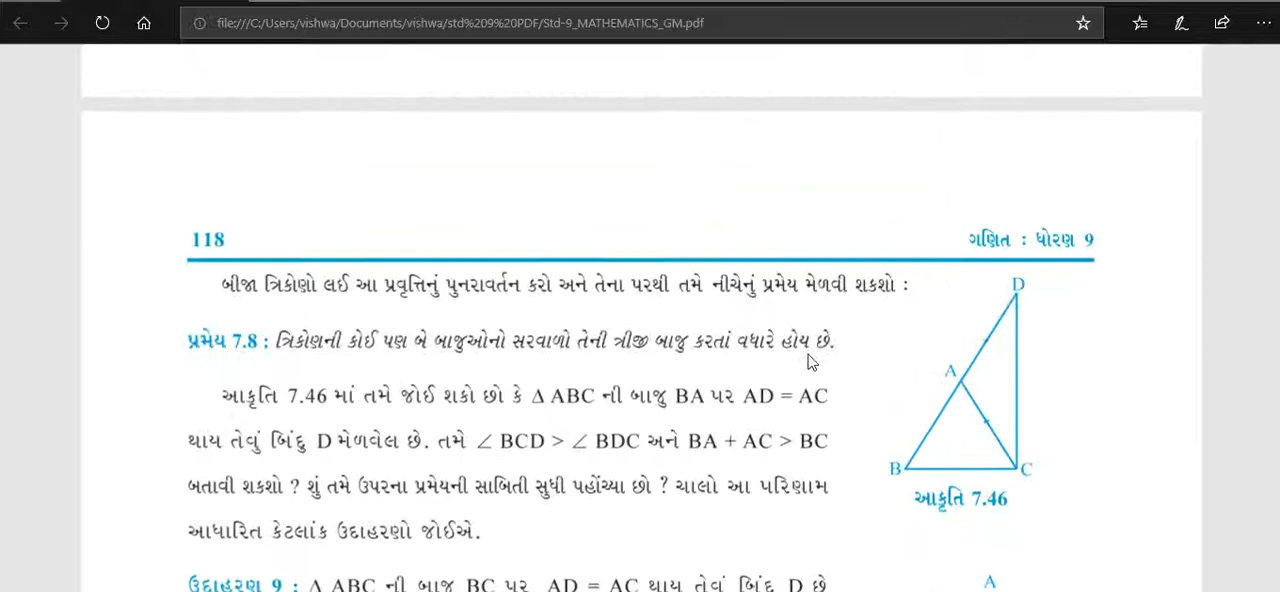 file:///C:/Users/vishwa/Documents/vishwa/std%209%20PDF/Std-9_MATHEMATICS_GM.pdf
118
ગણિત : ધોરણ 9
બીજા ત્રિકોણો લઈ આ પ્રવૃત્તિનું પુનરાવર્તન કરો અને તેના પરથી તમે નીચેનું પ્રમેય મેળવી શકશો :
પ્રમેય 7.8 : ત્રિકોણની કોઈ પણ બે બાજુઓનો સરવાળો તેની ત્રીજી બાજુ કરતાં વધારે હોય છે.
આકૃતિ 7.46 માં તમે જોઈ શકો છો કે Δ ABC ની બાજુ BA પર AD = AC
થાય તેવું બિંદુ D મેળવેલ છે. તમે ∠ BCD > ∠ BDC અને BA + AC > BC
બતાવી શકશો ? શું તમે ઉપરના પ્રમેયની સાબિતી સુધી પહોંચ્યા છો ? ચાલો આ પરિણામ
આધારિત કેટલાંક ઉદાહરણો જોઈએ.
D
A
B
C
આકૃતિ 7.46
ઉદાહરણ 9 : Δ ABC ની બાજુ BC પર AD = AC થાય તેવું બિંદુ D છે
A